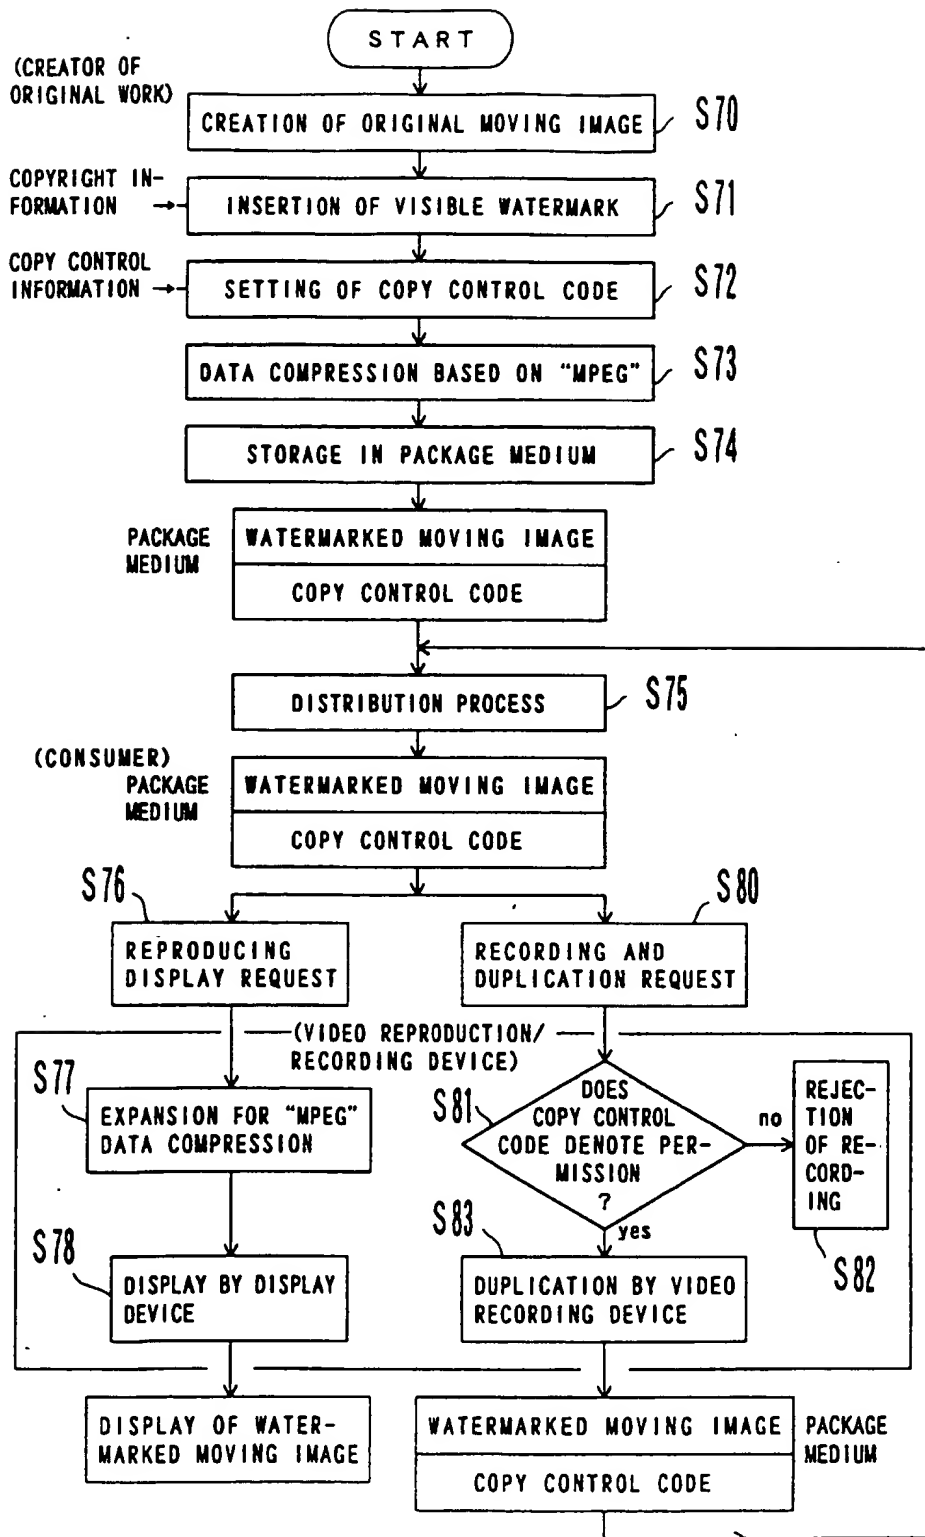 START
(CREATOR OF
ORIGINAL WORK)
CREATION OF ORIGINAL MOVING IMAGE
S70
COPYRIGHT IN-
FORMATION
INSERTION OF VISIBLE WATERMARK
S71
COPY CONTROL
INFORMATION
SETTING OF COPY CONTROL CODE
S72
DATA COMPRESSION BASED ON "MPEG"
S73
STORAGE IN PACKAGE MEDIUM
S74
PACKAGE
MEDIUM
WATERMARKED MOVING IMAGE
COPY CONTROL CODE
DISTRIBUTION PROCESS
S75
(CONSUMER)
PACKAGE
MEDIUM
WATERMARKED MOVING IMAGE
COPY CONTROL CODE
S76
REPRODUCING
DISPLAY REQUEST
S80
RECORDING AND
DUPLICATION REQUEST
(VIDEO REPRODUCTION/
RECORDING DEVICE)
S77
EXPANSION FOR "MPEG"
DATA COMPRESSION
S81
DOES
COPY CONTROL
CODE DENOTE PER-
MISSION
?
no
REJEC-
TION
OF RE-
CORD-
ING
S82
yes
S78
DISPLAY BY DISPLAY
DEVICE
S83
DUPLICATION BY VIDEO
RECORDING DEVICE
DISPLAY OF WATER-
MARKED MOVING IMAGE
WATERMARKED MOVING IMAGE
COPY CONTROL CODE
PACKAGE
MEDIUM